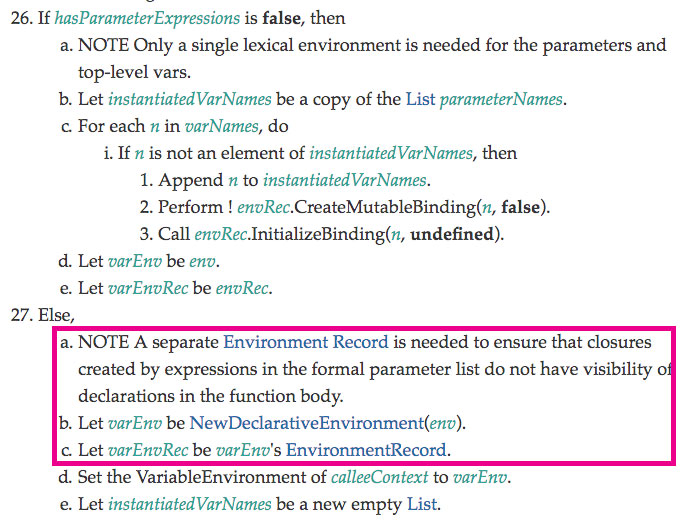 26. If hasParameterExpressions is false, then
a. NOTE Only a single lexical environment is needed for the parameters and
top-level vars.
b. Let instantiatedVarNames be a copy of the List parameterNames.
c. For each n in varNames, do
i. If n is not an element of instantiatedVarNames, then
1. Append n to instantiatedVarNames.
2. Perform ! envRec.CreateMutableBinding(n, false).
3. Call envRec.InitializeBinding(n, undefined).
d. Let varEnv be env.
e. Let varEnvRec be envRec.
27. Else,
a. NOTE A separate Environment Record is needed to ensure that closures
created by expressions in the formal parameter list do not have visibility of
declarations in the function body.
b. Let varEnv be NewDeclarativeEnvironment(env).
c. Let varEnvRec be varEnv's EnvironmentRecord.
d. Set the VariableEnvironment of calleeContext to varEnv.
e. Let instantiatedVarNames be a new empty List.